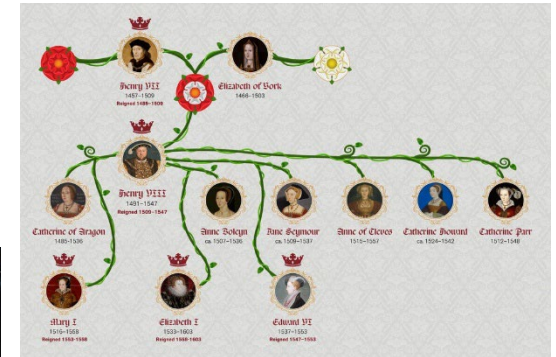 Henry VII
1457–1509
Reigned 1485–1509
Elizabeth of York
1466–1503
Henry VIII
1491–1547
Reigned 1509–1547
Catherine of Aragon
1485–1536
Anne Boleyn
ca. 1507–1536
Jane Seymour
ca. 1509–1537
Anne of Cleves
1515–1557
Catherine Howard
ca. 1524–1542
Catherine Parr
1512–1548
Mary I
1516–1558
Reigned 1553–1558
Elizabeth I
1533–1603
Reigned 1558–1603
Edward VI
1537–1553
Reigned 1547–1553